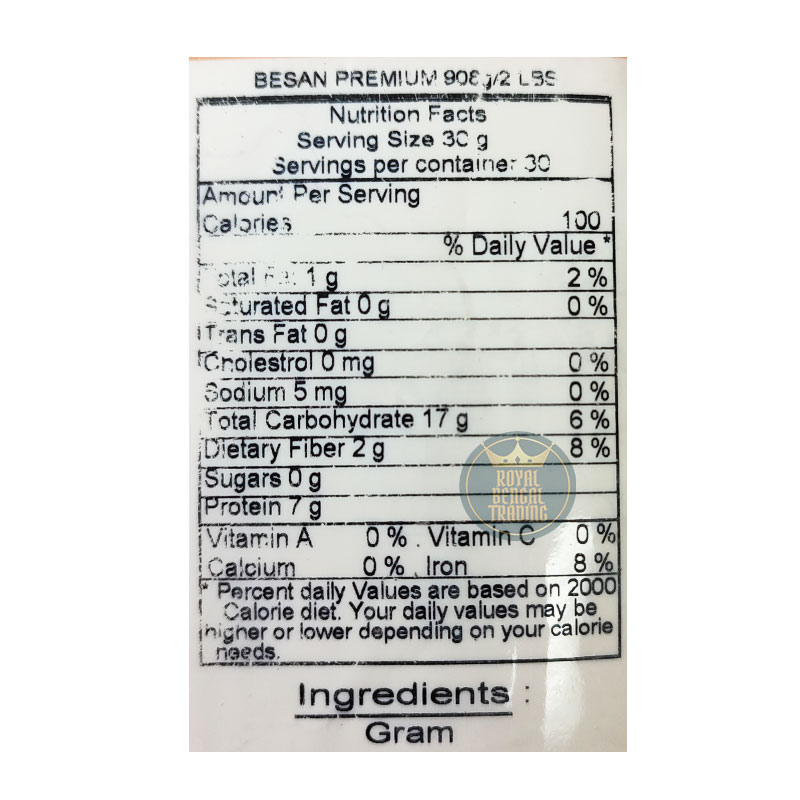 BESAN PREMIUM 908 g/2 LBS
Nutrition Facts
Serving Size 30 g
Servings per container 30
Amount Per Serving
Calories 100
% Daily Value *
Total Fat 1 g 2 %
Saturated Fat 0 g 0 %
Trans Fat 0 g
Cholestrol 0 mg 0 %
Sodium 5 mg 0 %
Total Carbohydrate 17 g 6 %
Dietary Fiber 2 g 8 %
Sugars 0 g
Protein 7 g
Vitamin A 0 % . Vitamin C 0 %
Calcium 0 % . Iron 8 %
* Percent daily Values are based on 2000
Calorie diet. Your daily values may be
higher or lower depending on your calorie
needs.
Ingredients :
Gram
ROYAL
BENGAL
TRADING